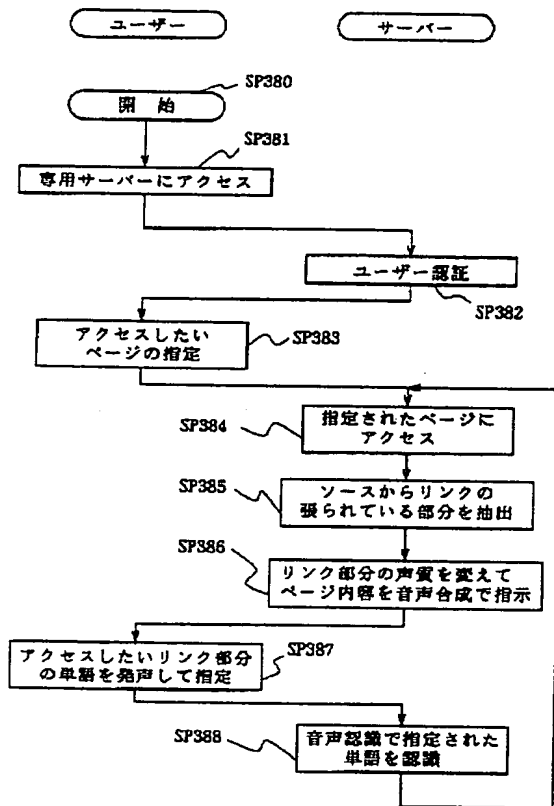 ユーザー
サーバー
SP380
開始
SP381
専用サーバーにアクセス
ユーザー認証
SP382
アクセスしたい
ページの指定
SP383
指定されたページに
アクセス
SP384
SP385
ソースからリンクの
張られている部分を抽出
SP386
リンク部分の声質を変えて
ページ内容を音声合成で指示
アクセスしたいリンク部分
の単語を発声して指定
SP387
SP388
音声認識で指定された
単語を認識